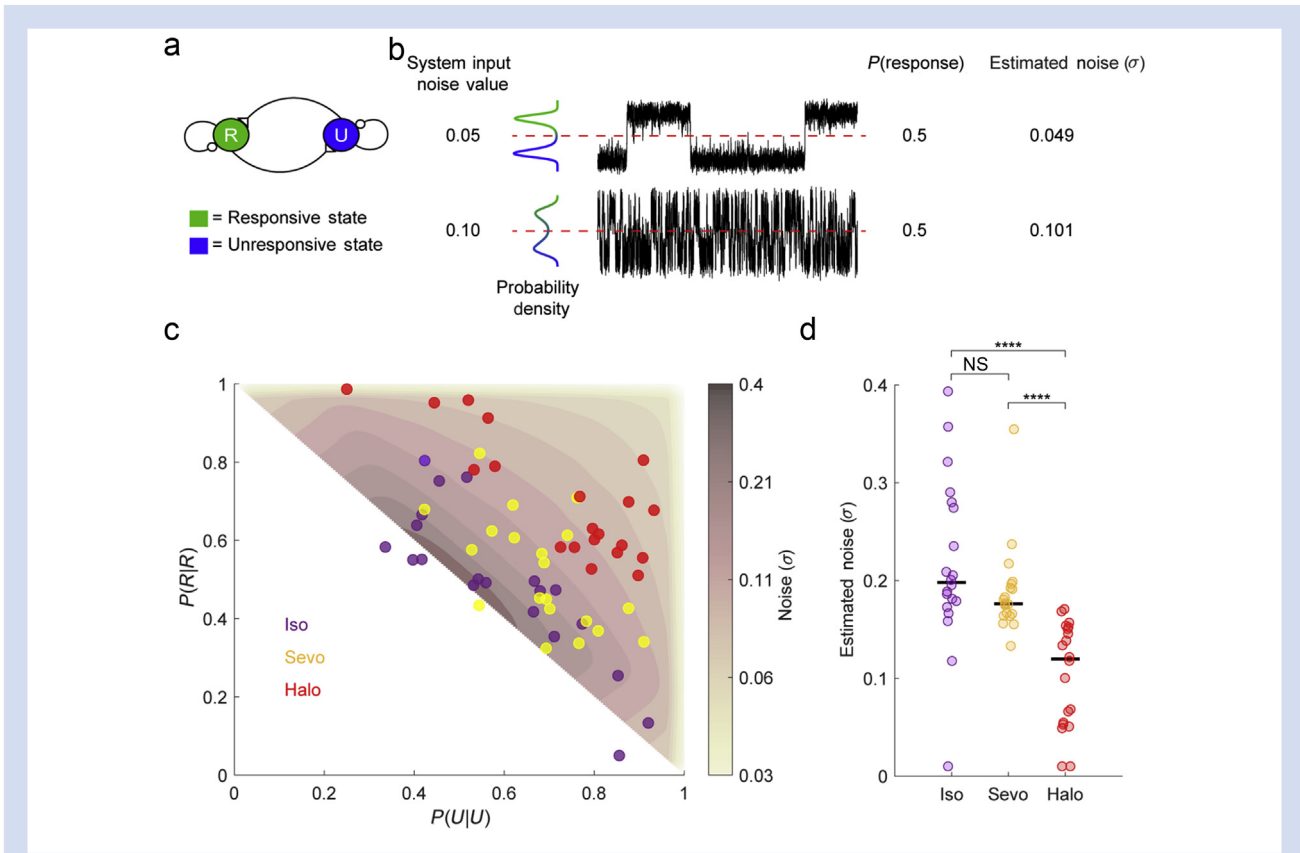 a
R
U
= Responsive state
= Unresponsive state
b
System input
noise value
P(response)
Estimated noise (σ)
0.05
0.5
0.049
0.10
0.5
0.101
Probability
density
c
1
0.8
0.6
0.4
0.2
0
P(R|R)
0
0.2
0.4
0.6
0.8
1
P(U|U)
Iso
Sevo
Halo
0.4
0.21
0.11
0.06
0.03
Noise (σ)
d
****
NS
****
0.4
0.3
0.2
0.1
0
Estimated noise (σ)
Iso
Sevo
Halo